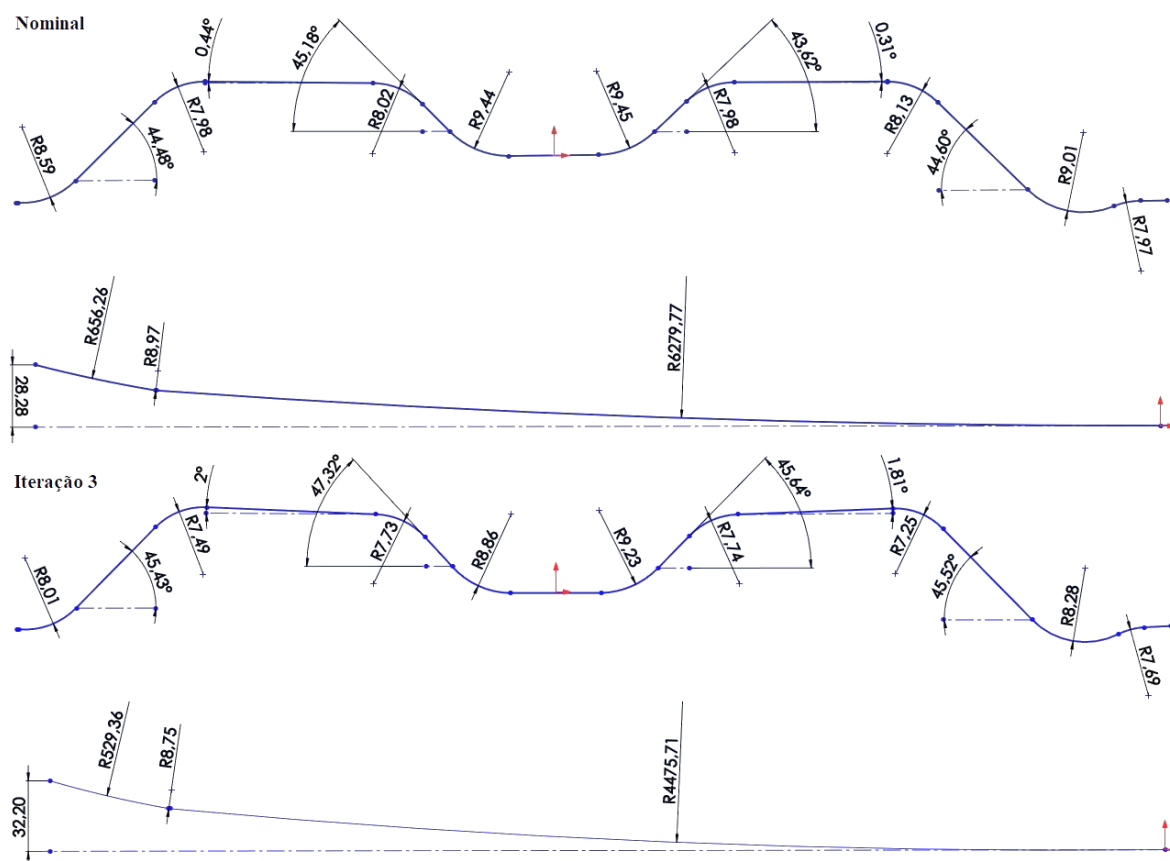 Nominal
0,44°
45,18°
43,62°
0,31°
R8,59
44,48°
R7,98
R8,02
R9,44
R9,45
R7,98
R8,13
44,60°
R9,01
R7,97
28,28
R656,26
R8,97
R6279,77
Iteração 3
2°
47,32°
45,64°
1,81°
R8,01
45,43°
R7,49
R7,73
R8,86
R9,23
R7,74
R7,25
45,52°
R8,28
R7,69
32,20
R529,36
R8,75
R4475,71